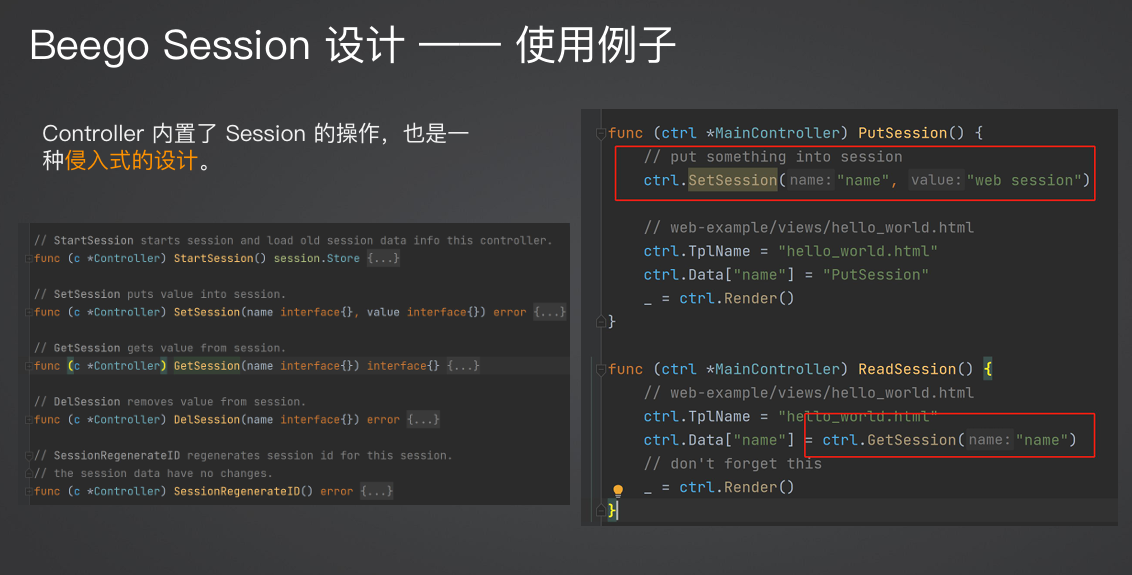 Beego Session 设计 —— 使用例子
Controller 内置了 Session 的操作，也是一
种侵入式的设计。
// StartSession starts session and load old session data info this controller.
func (c *Controller) StartSession() session.Store {...}
// SetSession puts value into session.
func (c *Controller) SetSession(name interface{}, value interface{}) error {...}
// GetSession gets value from session.
func (c *Controller) GetSession(name interface{}) interface{} {...}
// DelSession removes value from session.
func (c *Controller) DelSession(name interface{}) error {...}
// SessionRegenerateID regenerates session id for this session.
// the session data have no changes.
func (c *Controller) SessionRegenerateID() error {...}
func (ctrl *MainController) PutSession() {
// put something into session
ctrl.SetSession( name: "name", value: "web session")
// web-example/views/hello_world.html
ctrl.TplName = "hello_world.html"
ctrl.Data["name"] = "PutSession"
_ = ctrl.Render()
}
func (ctrl *MainController) ReadSession() {
// web-example/views/hello_world.html
ctrl.TplName = "hello_world.html"
ctrl.Data["name"] = ctrl.GetSession( name: "name")
// don't forget this
_ = ctrl.Render()
}